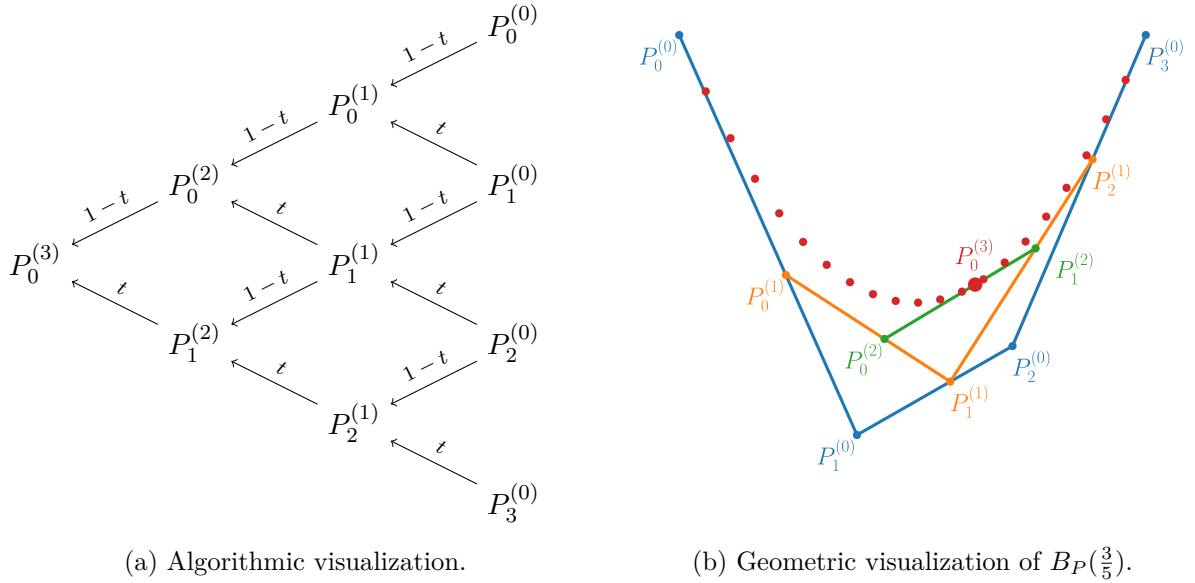 P_0^{(0)}
1 − t
P_0^{(1)}
1 − t
t
P_0^{(2)}
P_1^{(0)}
1 − t
t
1 − t
P_0^{(3)}
P_1^{(1)}
t
1 − t
t
P_1^{(2)}
P_2^{(0)}
t
1 − t
P_2^{(1)}
t
P_3^{(0)}
(a) Algorithmic visualization.
P_0^{(0)}
P_3^{(0)}
P_2^{(1)}
P_0^{(3)}
P_1^{(2)}
P_0^{(1)}
P_0^{(2)}
P_2^{(0)}
P_1^{(1)}
P_1^{(0)}
(b) Geometric visualization of B_P(\frac{3}{5}).